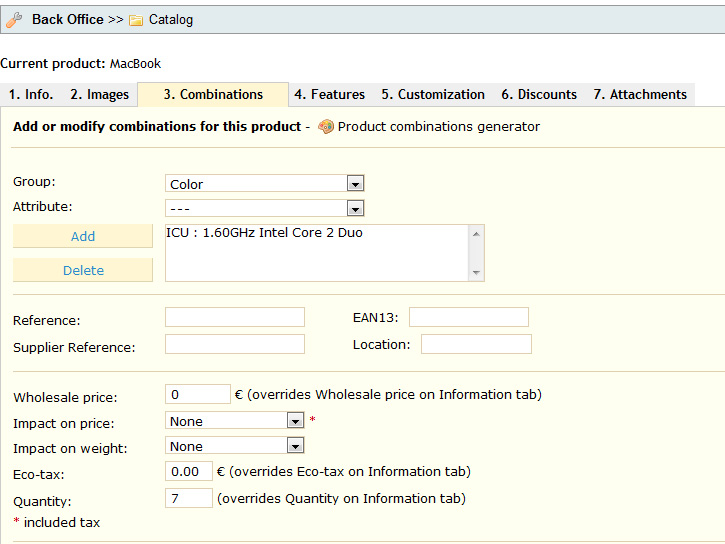 Back Office >> Catalog
Current product: MacBook
1. Info. 2. Images 3. Combinations 4. Features 5. Customization 6. Discounts 7. Attachments
Add or modify combinations for this product - Product combinations generator
Group: Color
Attribute: ---
Add ICU : 1.60GHz Intel Core 2 Duo
Delete
Reference: EAN13:
Supplier Reference: Location:
Wholesale price: 0 € (overrides Wholesale price on Information tab)
Impact on price: None *
Impact on weight: None
Eco-tax: 0.00 € (overrides Eco-tax on Information tab)
Quantity: 7 (overrides Quantity on Information tab)
* included tax